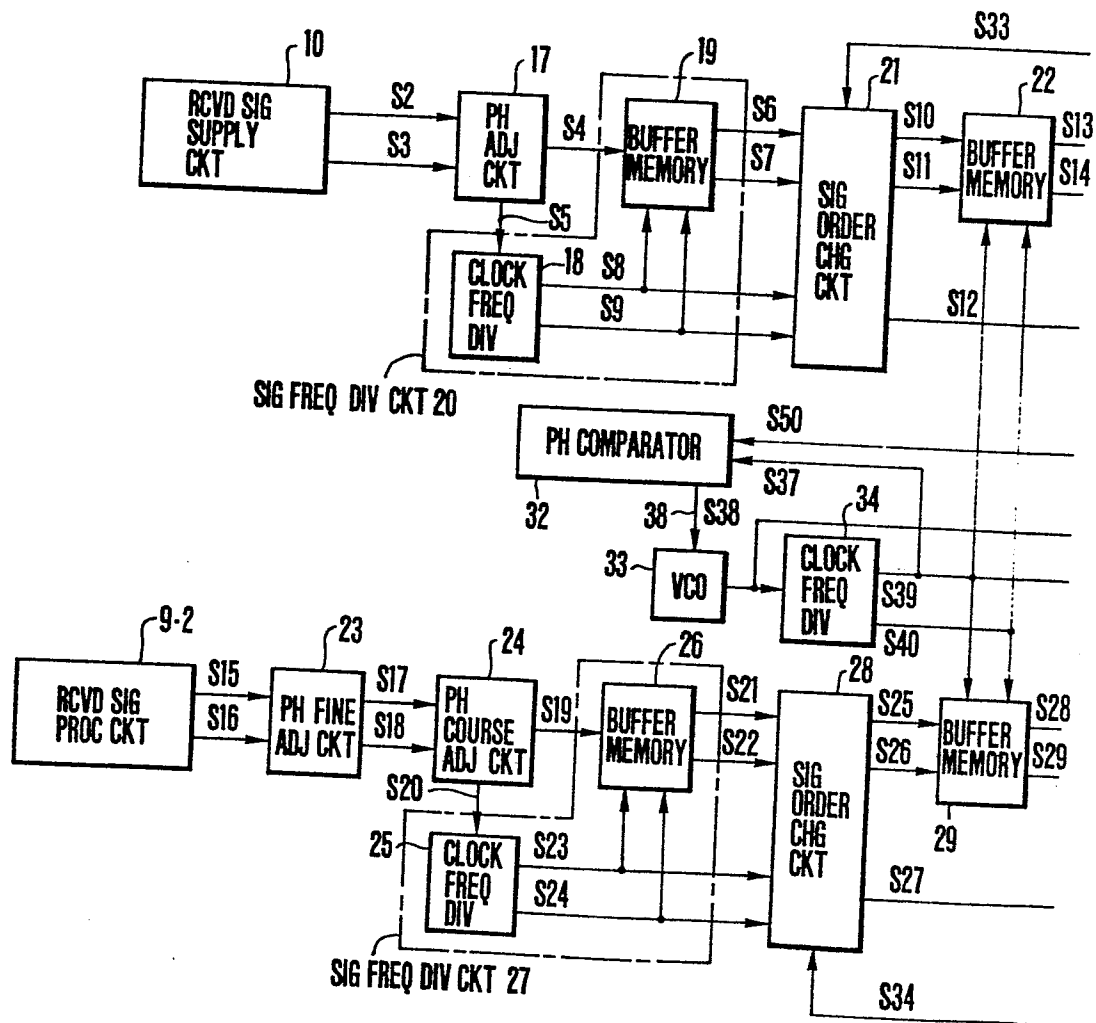 S33
10
17
19
21
22
RCVD SIG
SUPPLY
CKT
S2
S3
PH
ADJ
CKT
S4
BUFFER
MEMORY
S6
S7
SIG
ORDER
CHG
CKT
S10
S11
BUFFER
MEMORY
S13
S14
S5
18
CLOCK
FREQ
DIV
S8
S9
S12
SIG FREQ DIV CKT 20
PH COMPARATOR
S50
S37
32
38
S38
34
33
VCO
CLOCK
FREQ
DIV
S39
S40
9-2
23
24
26
28
RCVD SIG
PROC CKT
S15
S16
PH FINE
ADJ CKT
S17
S18
PH
COURSE
ADJ CKT
S19
BUFFER
MEMORY
S21
S22
SIG
ORDER
CHG
CKT
S25
S26
BUFFER
MEMORY
S28
S29
29
S20
25
CLOCK
FREQ
DIV
S23
S24
S27
SIG FREQ DIV CKT 27
S34